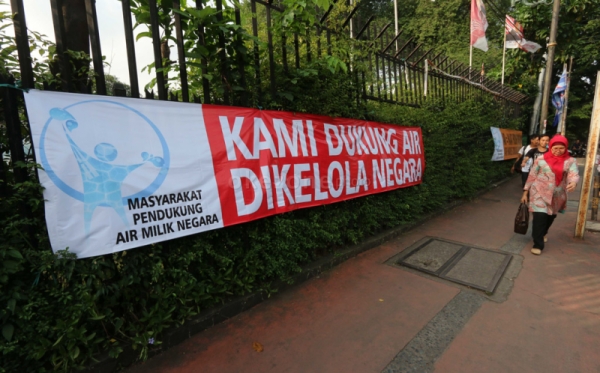 MASYARAKAT
PENDUKUNG
AIR MILIK NEGARA
KAMI DUKUNG AIR
DIKELOLA NEGARA